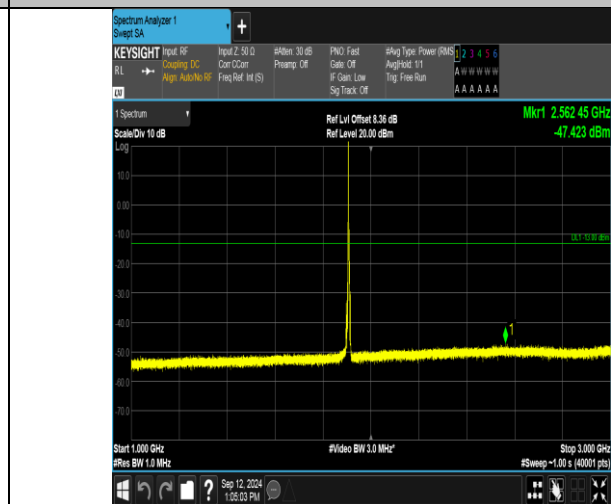 Spectrum Analyzer 1
Swept SA
+
KEYSIGHT Input: RF Input Z: 50 Ω #Atten: 30 dB PNO: Fast #Avg Type: Power (RMS 1 2 3 4 5 6
RL Coupling: DC Corr CCorr Preamp: Off Gate: Off Avg|Hold: 1/1 A W W W W W
Align: Auto/No RF Freq Ref: Int (S) IF Gain: Low Trig: Free Run A A A A A A
LXI Sig Track: Off
1 Spectrum Ref Lvl Offset 8.36 dB Mkr1 2.562 45 GHz
Scale/Div 10 dB Ref Level 20.00 dBm -47.423 dBm
Log
10.0
0.00
-10.0
DL1 -13.00 dBm
-20.0
-30.0
-40.0
1
-50.0
-60.0
-70.0
Start 1.000 GHz #Video BW 3.0 MHz* Stop 3.000 GHz
#Res BW 1.0 MHz #Sweep ~1.00 s (40001 pts)
? Sep 12, 2024
1:05:03 PM